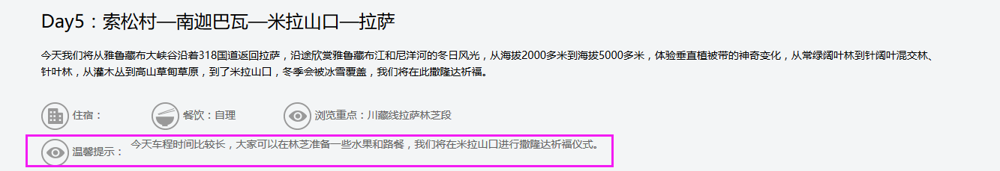 Day5：索松村—南迦巴瓦—米拉山口—拉萨
今天我们将从雅鲁藏布大峡谷沿着318国道返回拉萨，沿途欣赏雅鲁藏布江和尼洋河的冬日风光，从海拔2000多米到海拔5000多米，体验垂直植被带的神奇变化，从常绿阔叶林到针阔叶混交林、
针叶林，从灌木丛到高山草甸草原，到了米拉山口，冬季会被冰雪覆盖，我们将在此撒隆达祈福。
住宿： 餐饮：自理 浏览重点：川藏线拉萨林芝段
温馨提示： 今天车程时间比较长，大家可以在林芝准备一些水果和路餐，我们将在米拉山口进行撒隆达祈福仪式。